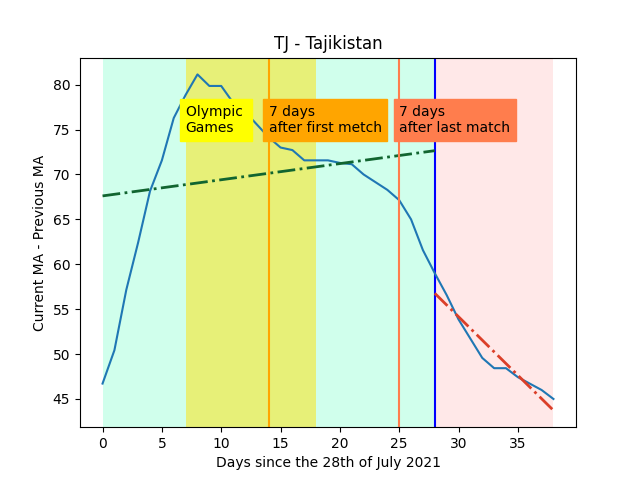 TJ - Tajikistan
Current MA - Previous MA
80
75
70
65
60
55
50
45
Olympic
Games
7 days
after first metch
7 days
after last match
0
5
10
15
20
25
30
35
Days since the 28th of July 2021